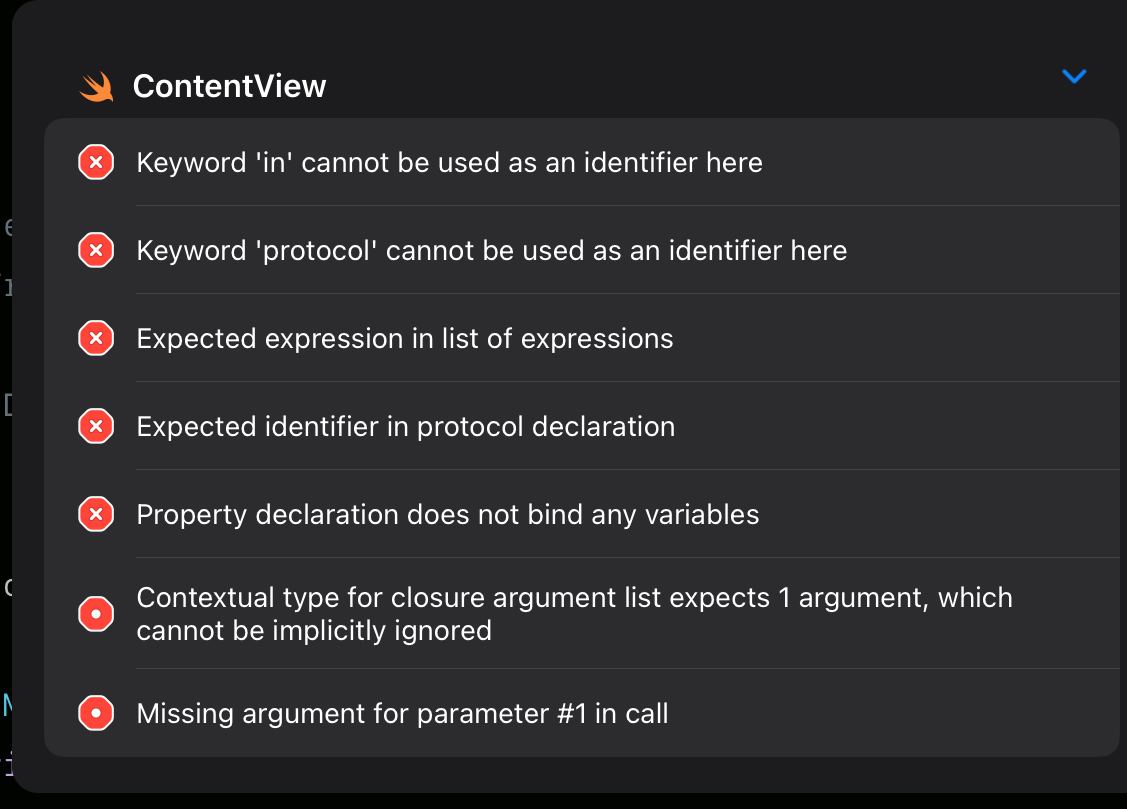 ContentView
Keyword 'in' cannot be used as an identifier here
Keyword 'protocol' cannot be used as an identifier here
Expected expression in list of expressions
Expected identifier in protocol declaration
Property declaration does not bind any variables
Contextual type for closure argument list expects 1 argument, which
cannot be implicitly ignored
Missing argument for parameter #1 in call